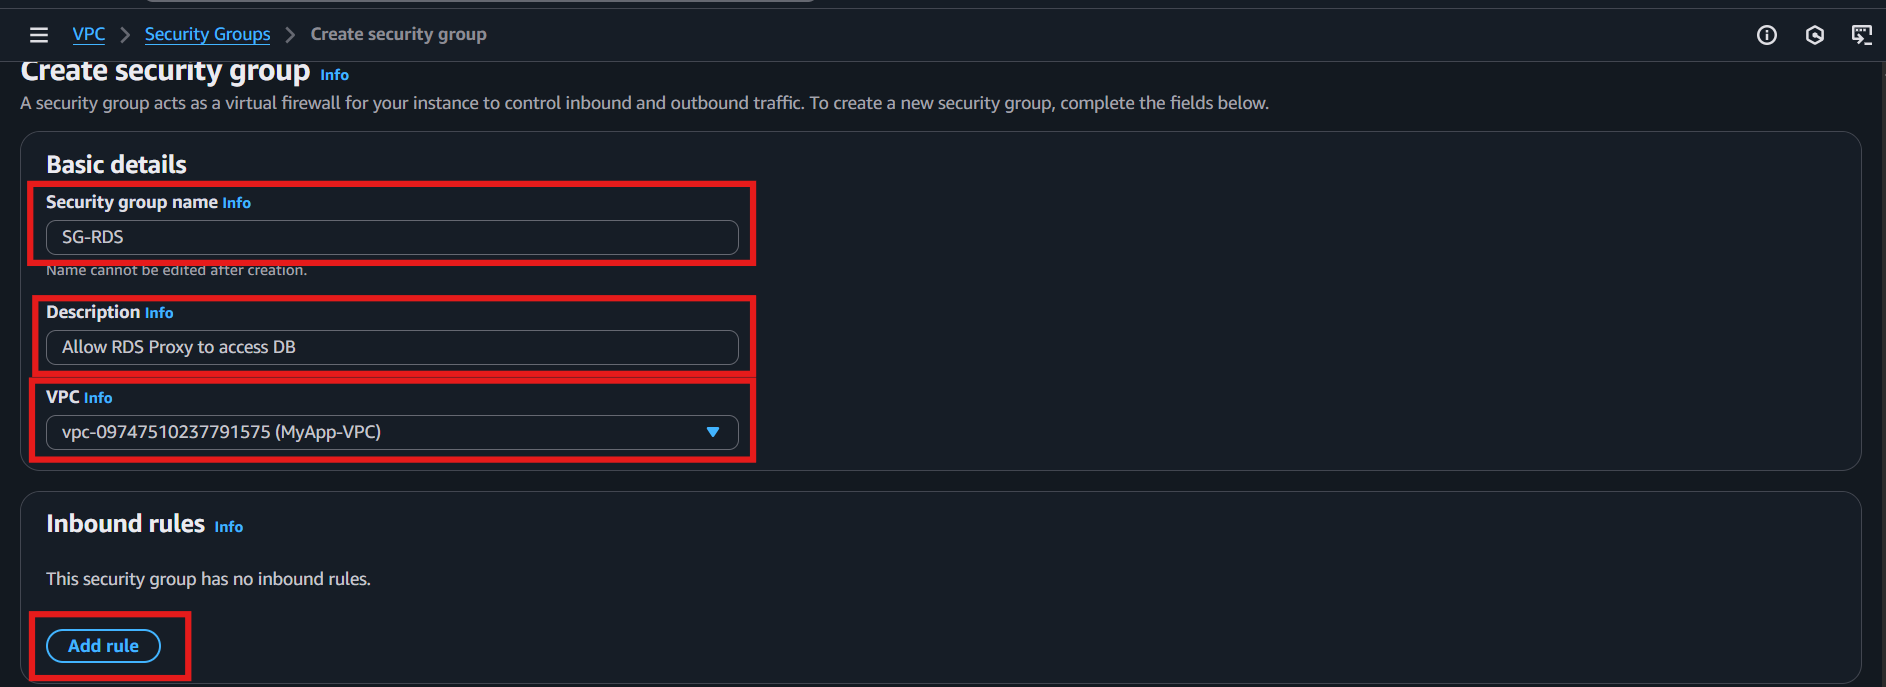 VPC > Security Groups > Create security group
Create security group Info
A security group acts as a virtual firewall for your instance to control inbound and outbound traffic. To create a new security group, complete the fields below.
Basic details
Security group name Info
SG-RDS
Name cannot be edited after creation.
Description Info
Allow RDS Proxy to access DB
VPC Info
vpc-09747510237791575 (MyApp-VPC)
Inbound rules Info
This security group has no inbound rules.
Add rule